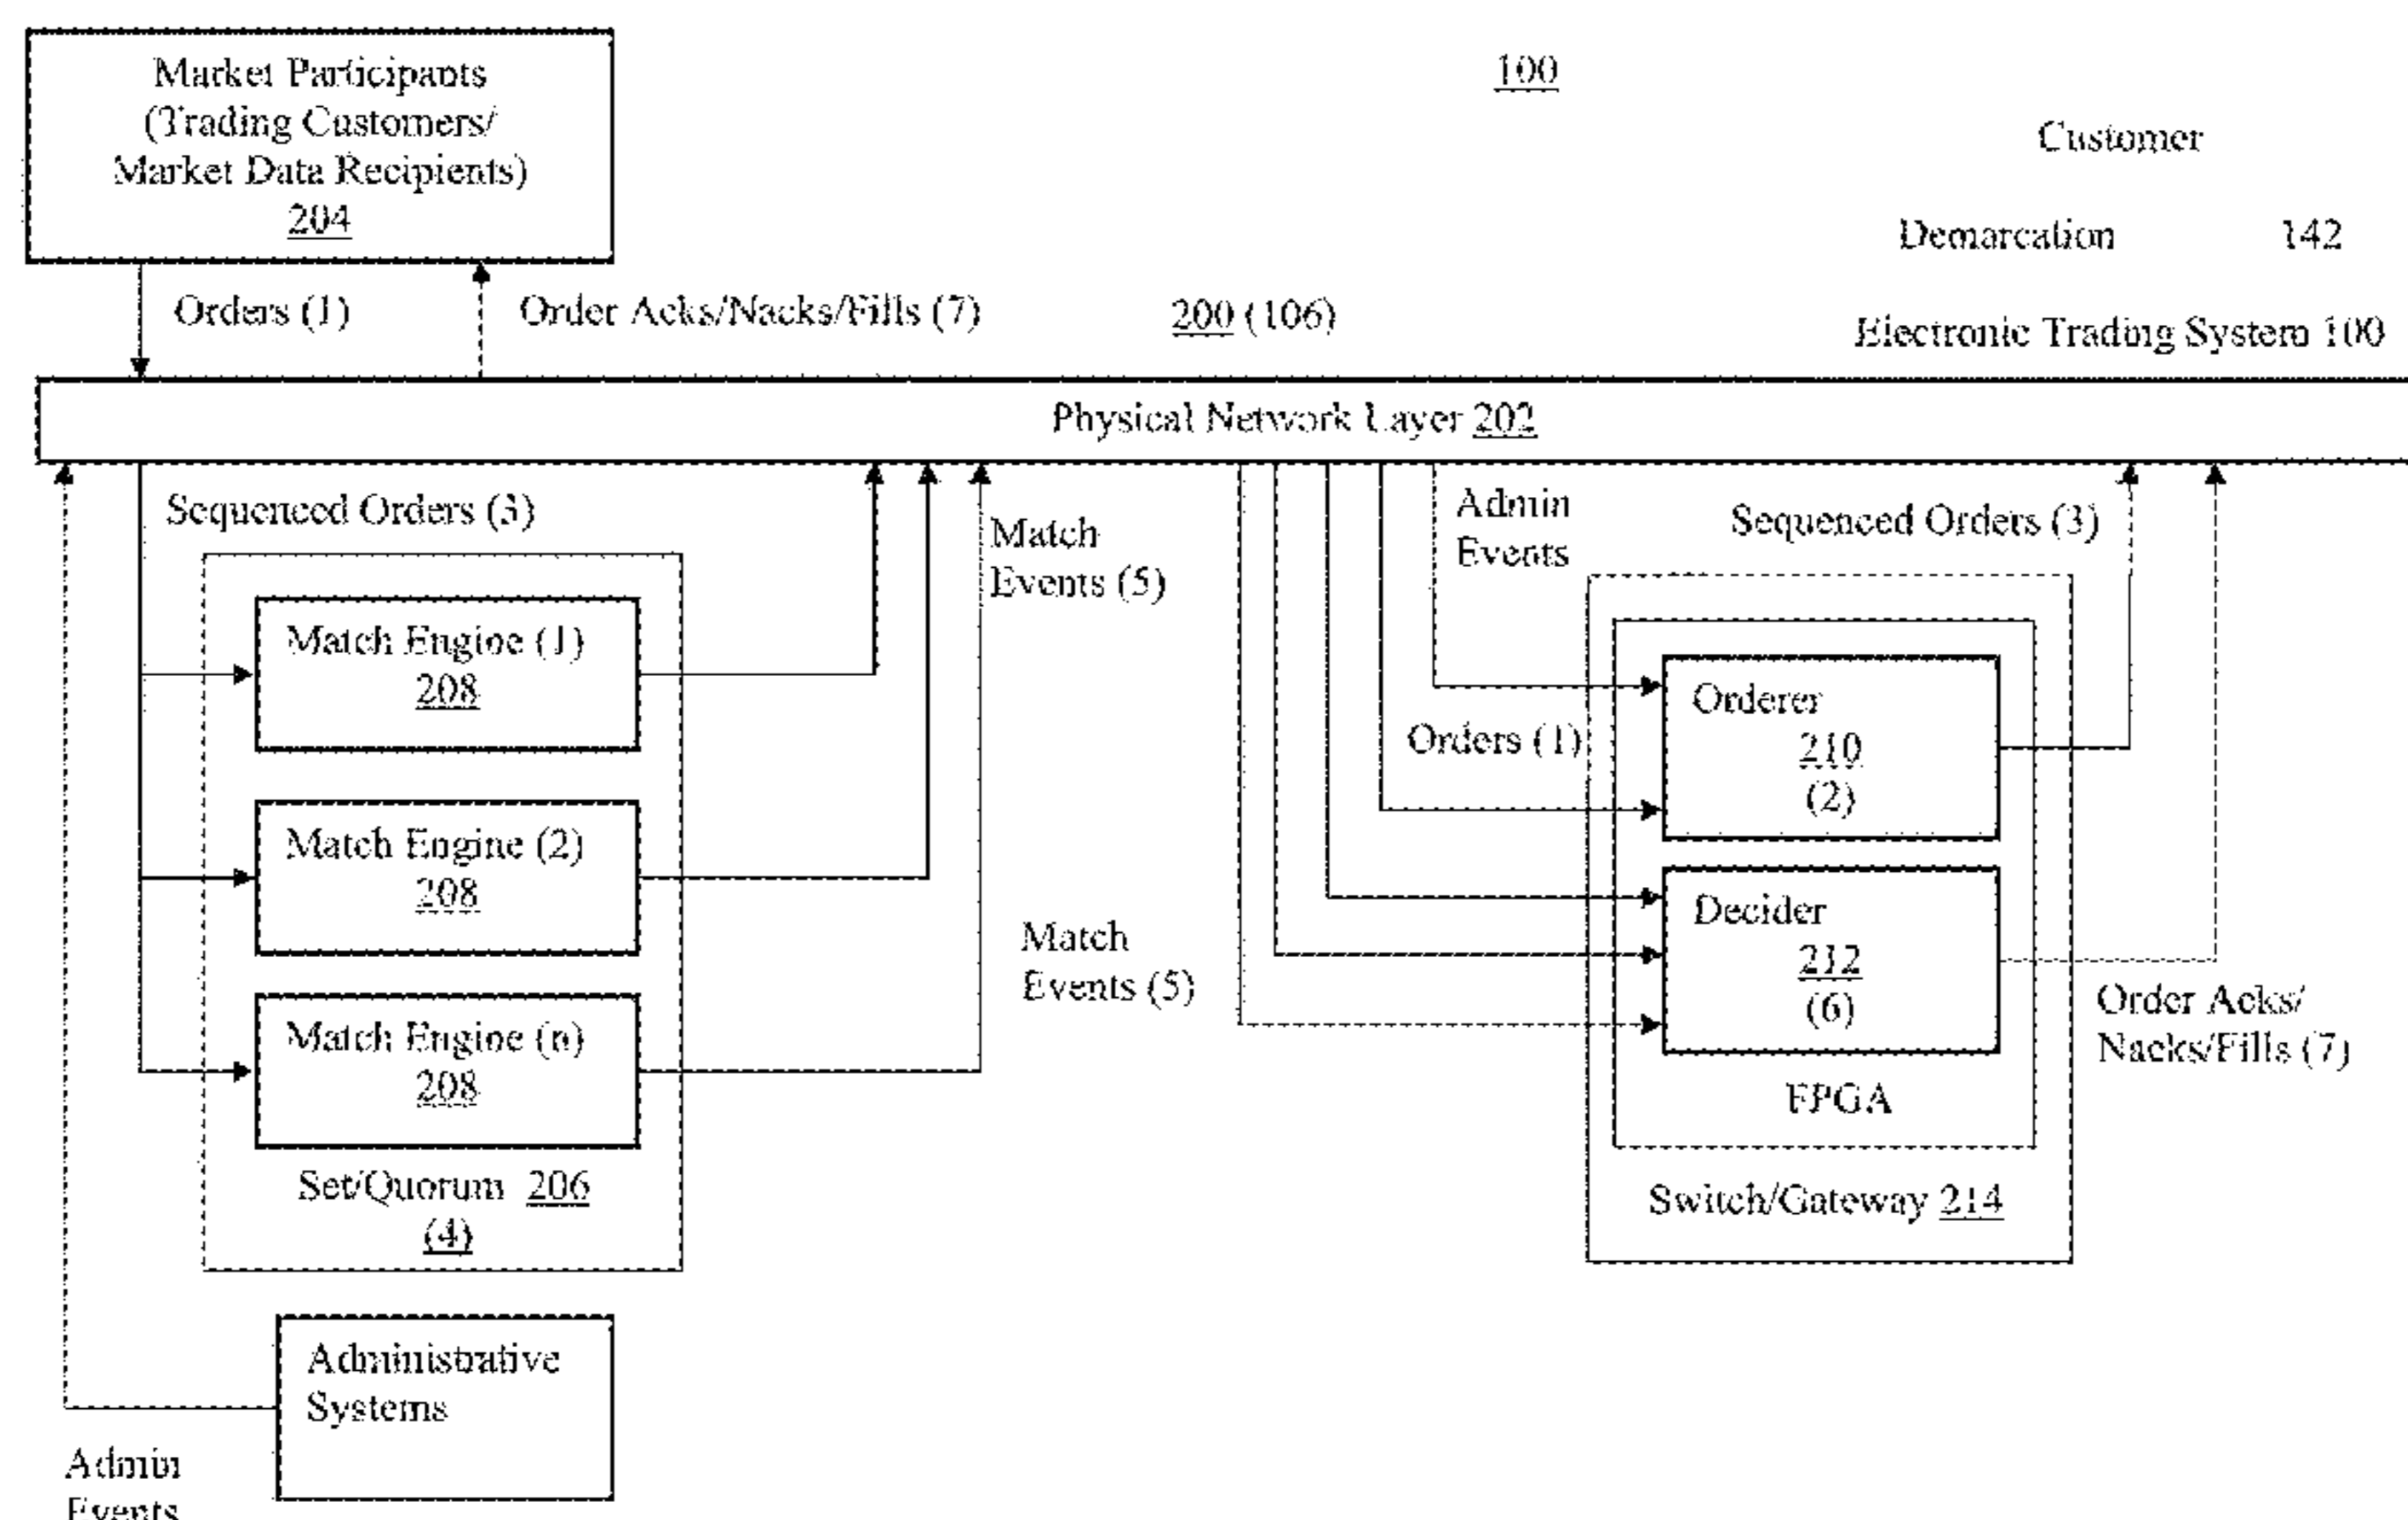 Market Participants
(Trading Customers/
Market Data Recipients)
204
100
Customer
Demarcation 142
Orders (1)
Order Acks/Nacks/Fills (7)
200 (106)
Electronic Trading System 100
Physical Network Layer 202
Sequenced Orders (3)
Match
Events (5)
Admin
Events
Sequenced Orders (3)
Match Engine (1)
208
Match Engine (2)
208
Match Engine (n)
208
Set/Quorum 206
(4)
Match
Events (5)
Orders (1)
Orderer
210
(2)
Decider
212
(6)
FPGA
Switch/Gateway 214
Order Acks/
Nacks/Fills (7)
Administrative
Systems
Admin
Events